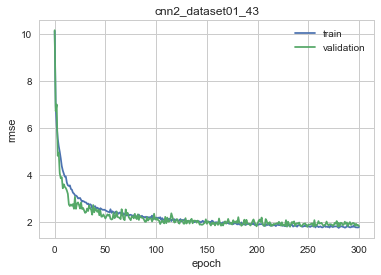 cnn2_dataset01_43
train
validation
rmse
10
8
6
4
2
0 50 100 150 200 250 300
epoch